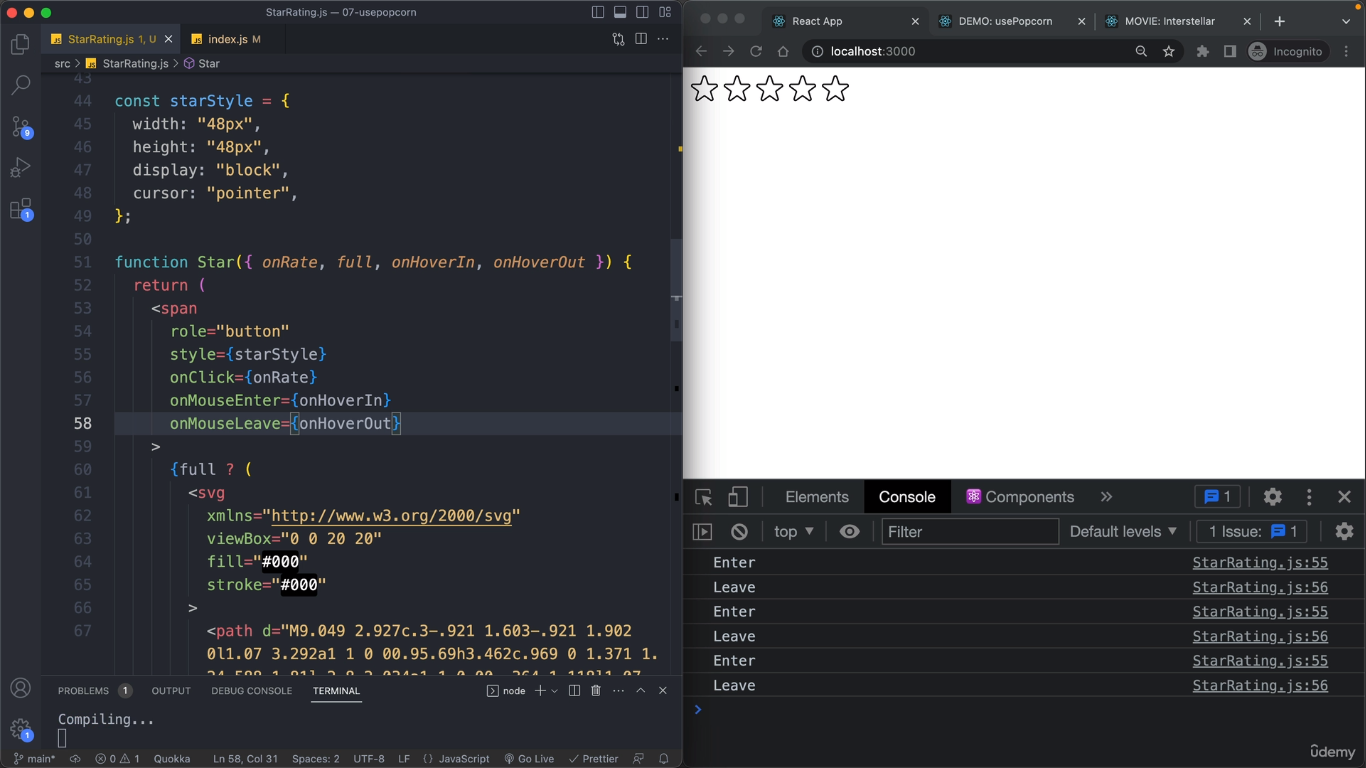 StarRating.js — 07-usepopcorn
StarRating.js 1, U
index.js M
src > StarRating.js > Star
43
44 const starStyle = {
45 width: "48px",
46 height: "48px",
47 display: "block",
48 cursor: "pointer",
49 };
50
51 function Star({ onRate, full, onHoverIn, onHoverOut }) {
52 return (
53 <span
54 role="button"
55 style={starStyle}
56 onClick={onRate}
57 onMouseEnter={onHoverIn}
58 onMouseLeave={onHoverOut}
59 >
60 {full ? (
61 <svg
62 xmlns="http://www.w3.org/2000/svg"
63 viewBox="0 0 20 20"
64 fill="#000"
65 stroke="#000"
66 >
67 <path d="M9.049 2.927c.3-.921 1.603-.921 1.902
0l1.07 3.292a1 1 0 00.95.69h3.462c.969 0 1.371 1.
9
1
1
PROBLEMS 1 OUTPUT DEBUG CONSOLE TERMINAL node
Compiling...
main* 0 1 Quokka Ln 58, Col 31 Spaces: 2 UTF-8 LF {} JavaScript Go Live Prettier
React App
DEMO: usePopcorn
MOVIE: Interstellar
localhost:3000
Incognito
Elements Console Components » 1
top Filter Default levels 1 Issue: 1
Enter StarRating.js:55
Leave StarRating.js:56
Enter StarRating.js:55
Leave StarRating.js:56
Enter StarRating.js:55
Leave StarRating.js:56
>
ûdemy